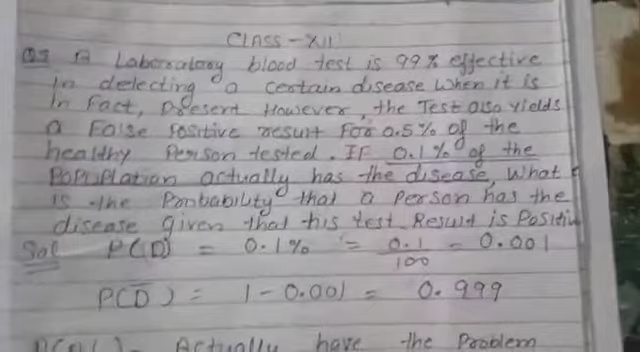 Class - XII
Q5 A Laboratory blood test is 99% effective
in detecting a certain disease when it is
in fact, present However, the Test also Yields
a False Positive result For 0.5% of the
healthy Person tested. IF 0.1% of the
Population actually has the disease, What
is the Probability that a person has the
disease given that his test Result is Positiv
Sol P(D) = 0.1% = 0.1/100 = 0.001
P(D̅) = 1 - 0.001 = 0.999
Actually have the Problem